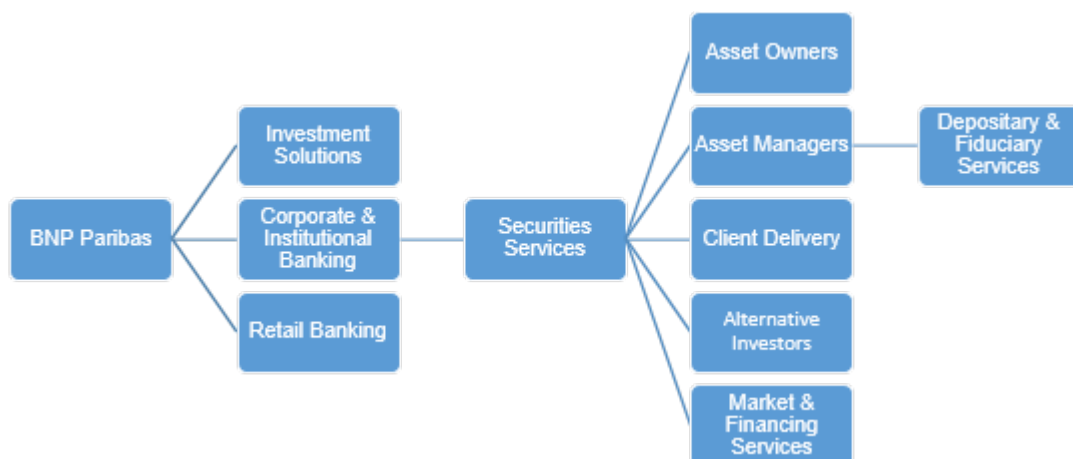 BNP Paribas
Investment
Solutions
Corporate &
Institutional
Banking
Retail Banking
Securities
Services
Asset Owners
Asset Managers
Client Delivery
Alternative
Investors
Market &
Financing
Services
Depositary &
Fiduciary
Services